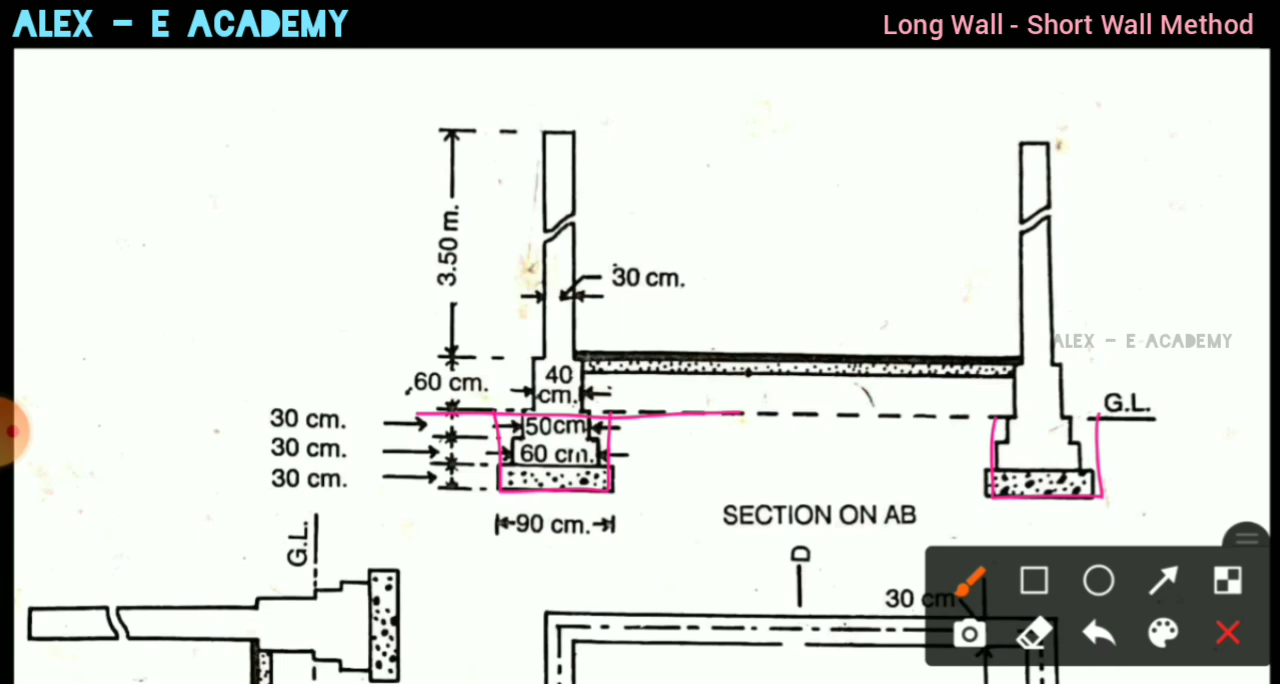 ALEX - E ACADEMY
Long Wall - Short Wall Method
3.50 m.
30 cm.
ALEX - E ACADEMY
60 cm.
40
cm.
G.L.
30 cm.
50cm
30 cm.
60 cm.
30 cm.
90 cm.
SECTION ON AB
G.L.
D
30 cm